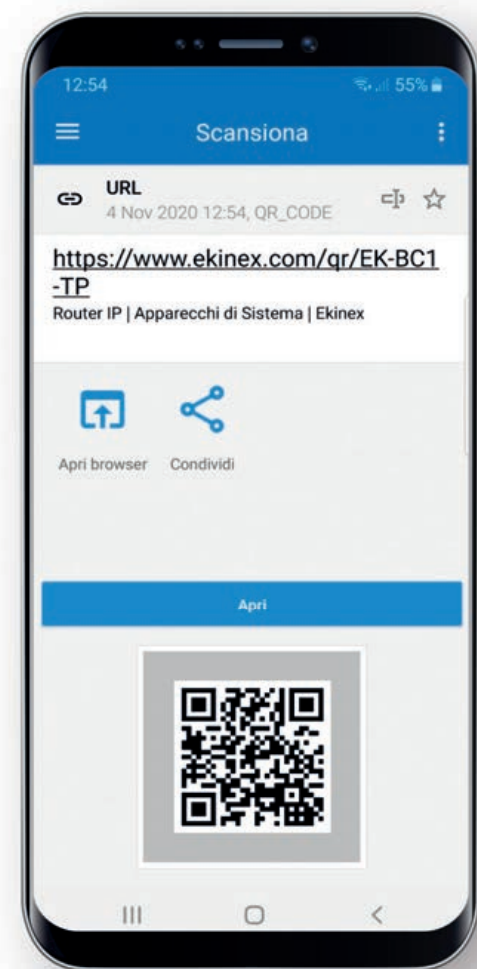 12:54
55%
Scansiona
URL
4 Nov 2020 12:54, QR_CODE
https://www.ekinex.com/qr/EK-BC1
-TP
Router IP | Apparecchi di Sistema | Ekinex
Apri browser
Condividi
Apri